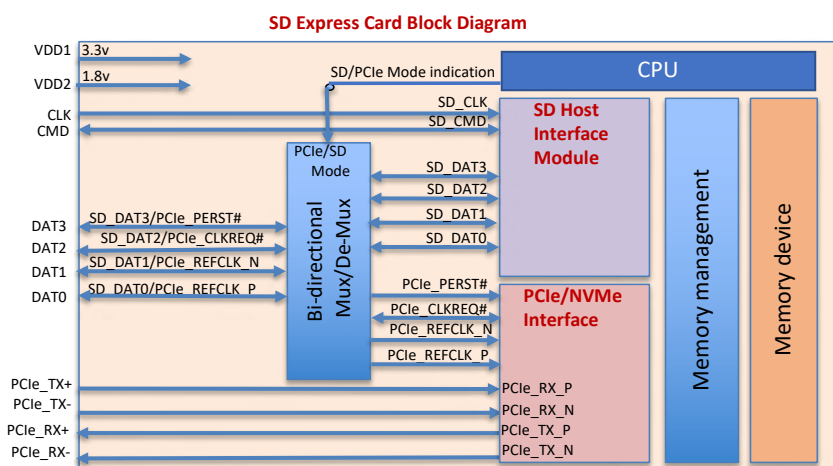 SD Express Card Block Diagram
VDD1
3.3v
VDD2
1.8v
SD/PCIe Mode indication
CPU
CLK
SD_CLK
CMD
SD_CMD
SD Host
Interface
Module
PCIe/SD
Mode
Bi-directional
Mux/De-Mux
SD_DAT3
SD_DAT2
SD_DAT1
SD_DAT0
DAT3
SD_DAT3/PCIe_PERST#
DAT2
SD_DAT2/PCIe_CLKREQ#
DAT1
SD_DAT1/PCIe_REFCLK_N
DAT0
SD_DAT0/PCIe_REFCLK_P
PCIe_PERST#
PCIe_CLKREQ#
PCIe_REFCLK_N
PCIe_REFCLK_P
PCIe/NVMe
Interface
PCIe_TX+
PCIe_RX_P
PCIe_TX-
PCIe_RX_N
PCIe_RX+
PCIe_TX_P
PCIe_RX-
PCIe_TX_N
Memory management
Memory device